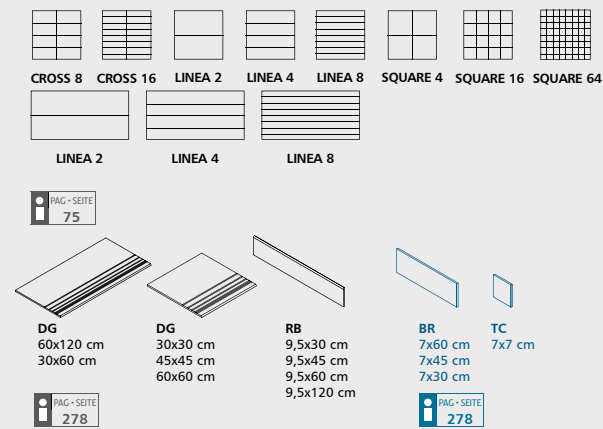 CROSS 8 CROSS 16 LINEA 2 LINEA 4 LINEA 8 SQUARE 4 SQUARE 16 SQUARE 64
LINEA 2 LINEA 4 LINEA 8
PAG • SEITE
75
DG
60x120 cm
30x60 cm
DG
30x30 cm
45x45 cm
60x60 cm
RB
9,5x30 cm
9,5x45 cm
9,5x60 cm
9,5x120 cm
BR
7x60 cm
7x45 cm
7x30 cm
TC
7x7 cm
PAG • SEITE
278
PAG • SEITE
278